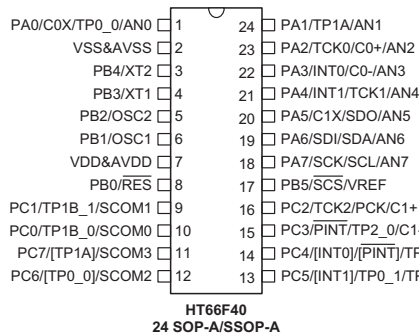 PA0/C0X/TP0_0/AN0 1 24 PA1/TP1A/AN1
VSS&AVSS 2 23 PA2/TCK0/C0+/AN2
PB4/XT2 3 22 PA3/INT0/C0-/AN3
PB3/XT1 4 21 PA4/INT1/TCK1/AN4
PB2/OSC2 5 20 PA5/C1X/SDO/AN5
PB1/OSC1 6 19 PA6/SDI/SDA/AN6
VDD&AVDD 7 18 PA7/SCK/SCL/AN7
PB0/RES 8 17 PB5/SCS/VREF
PC1/TP1B_1/SCOM1 9 16 PC2/TCK2/PCK/C1+
PC0/TP1B_0/SCOM0 10 15 PC3/PINT/TP2_0/C1-
PC7/[TP1A]/SCOM3 11 14 PC4/[INT0]/[PINT]/TP
PC6/[TP0_0]/SCOM2 12 13 PC5/[INT1]/TP0_1/TP
HT66F40
24 SOP-A/SSOP-A